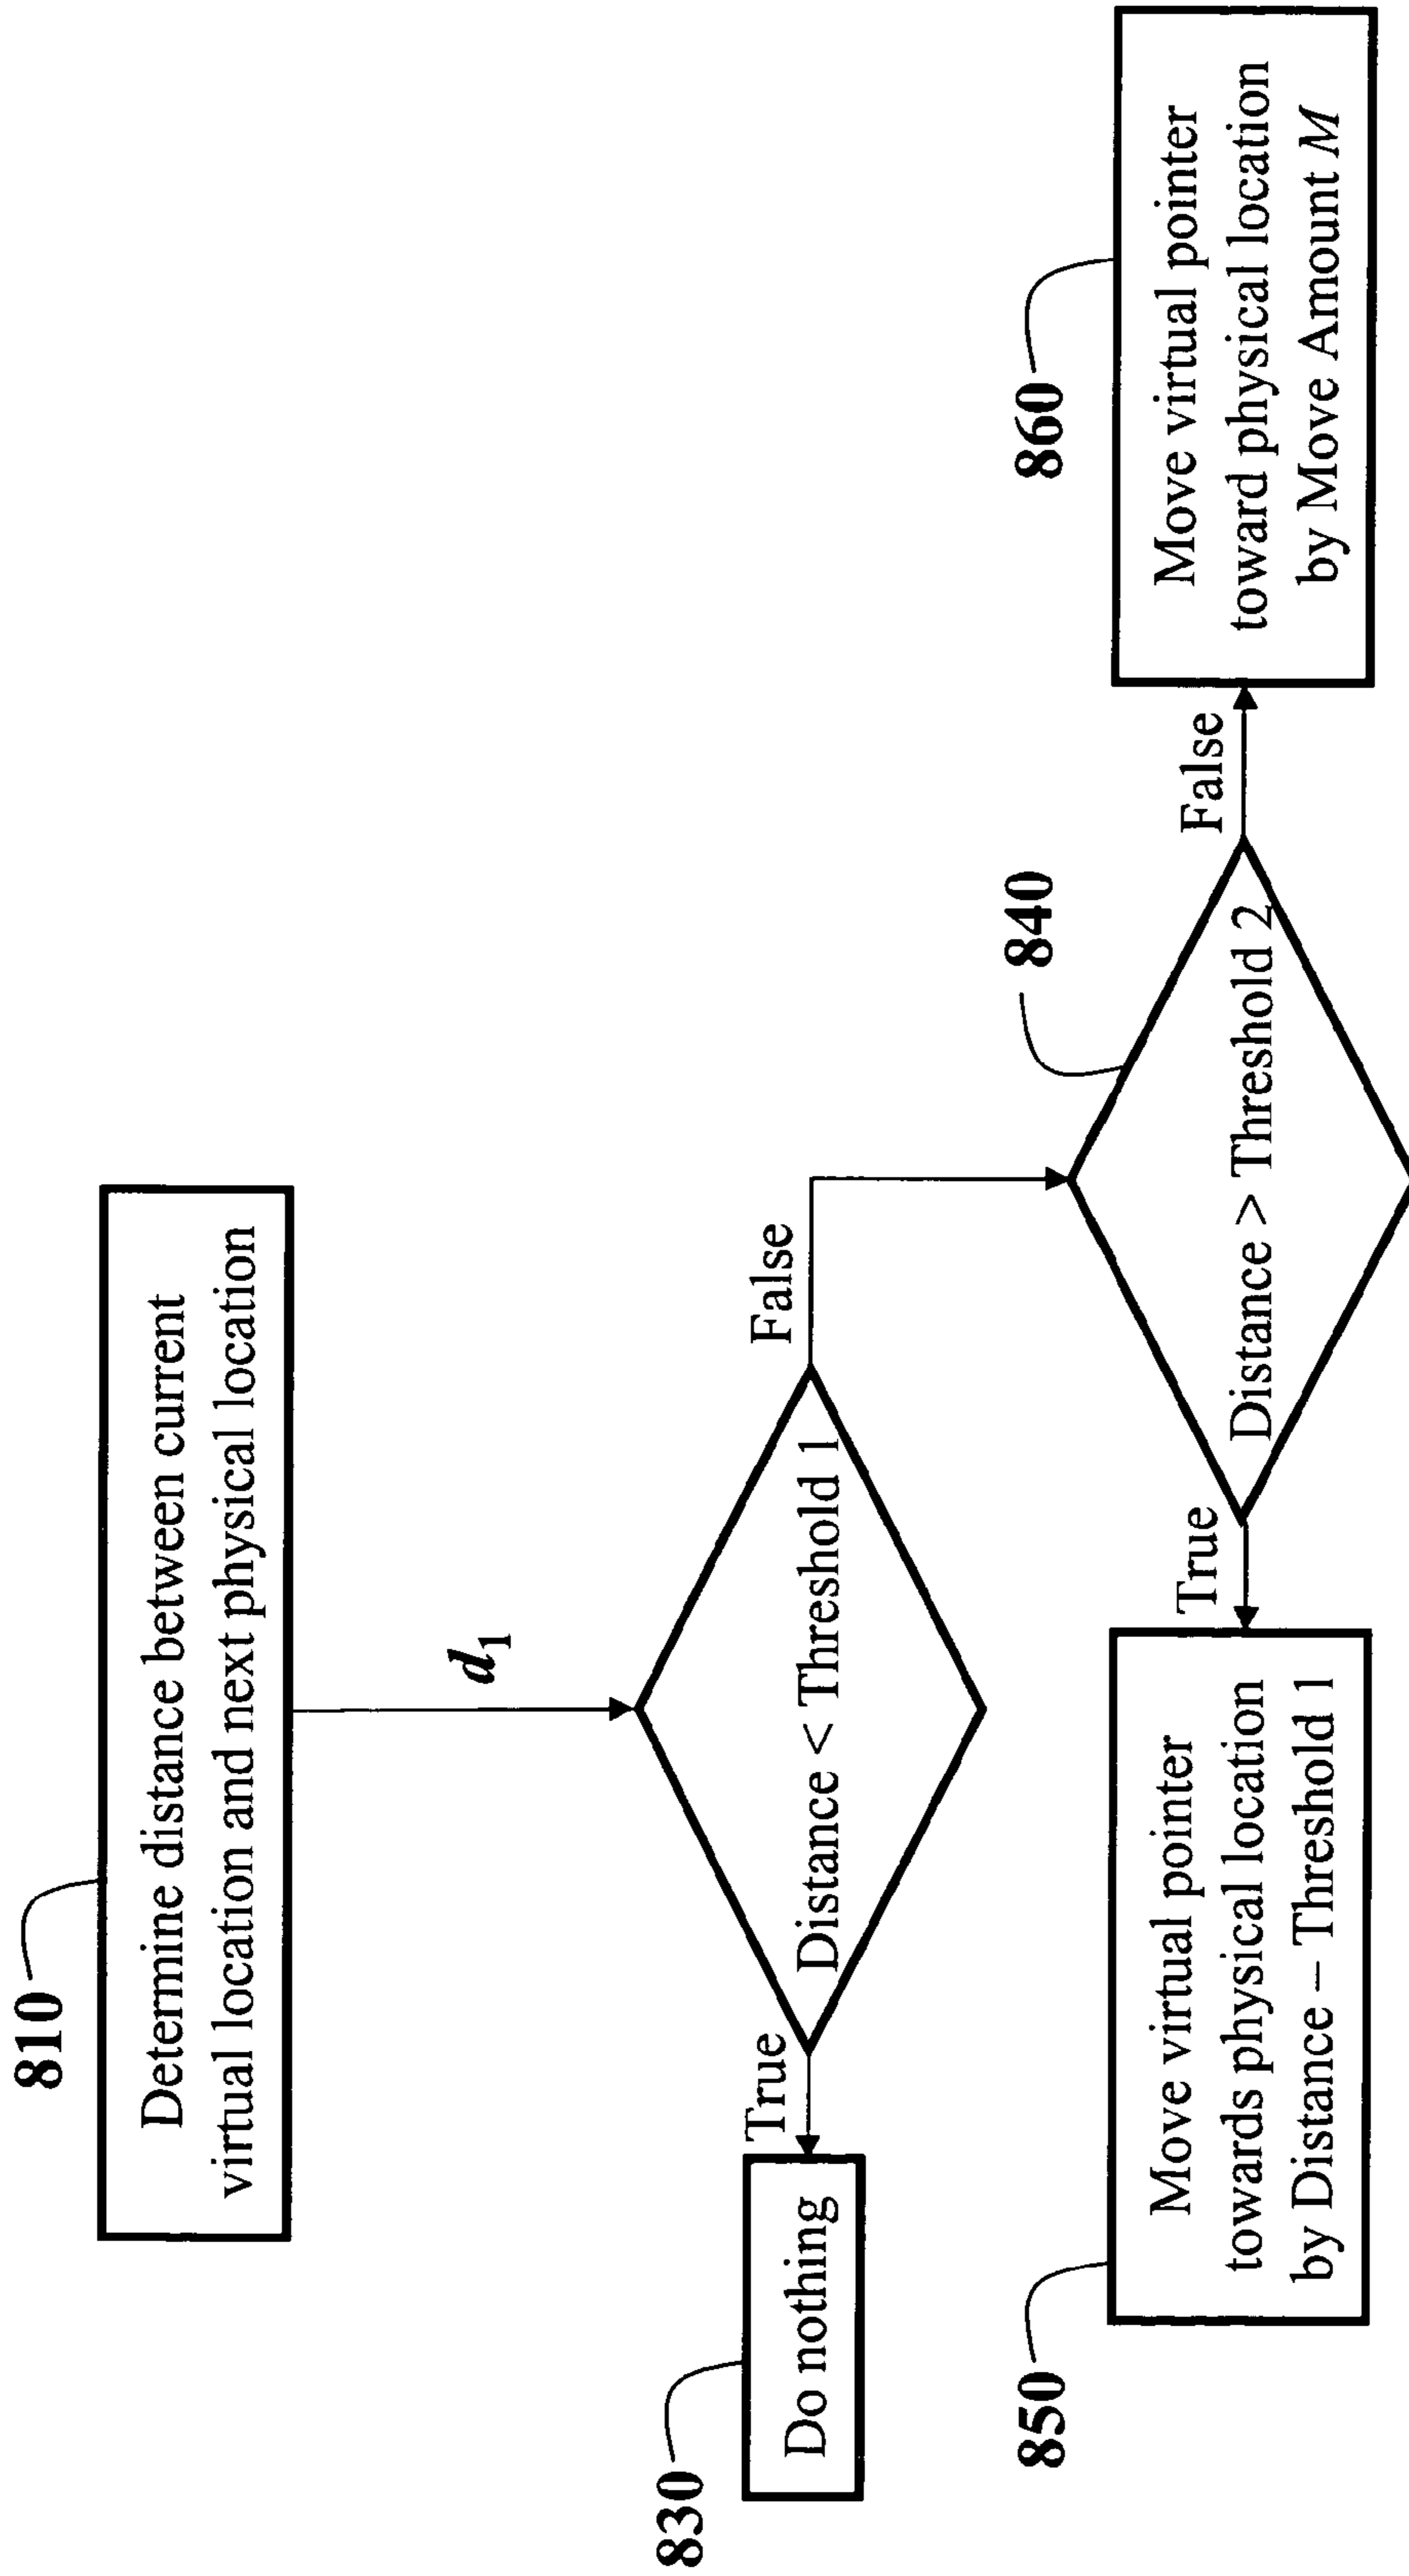 810
Determine distance between current
virtual location and next physical location
d1
Distance < Threshold 1
True
False
830
Do nothing
840
Distance > Threshold 2
True
False
850
Move virtual pointer
towards physical location
by Distance – Threshold 1
860
Move virtual pointer
toward physical location
by Move Amount M